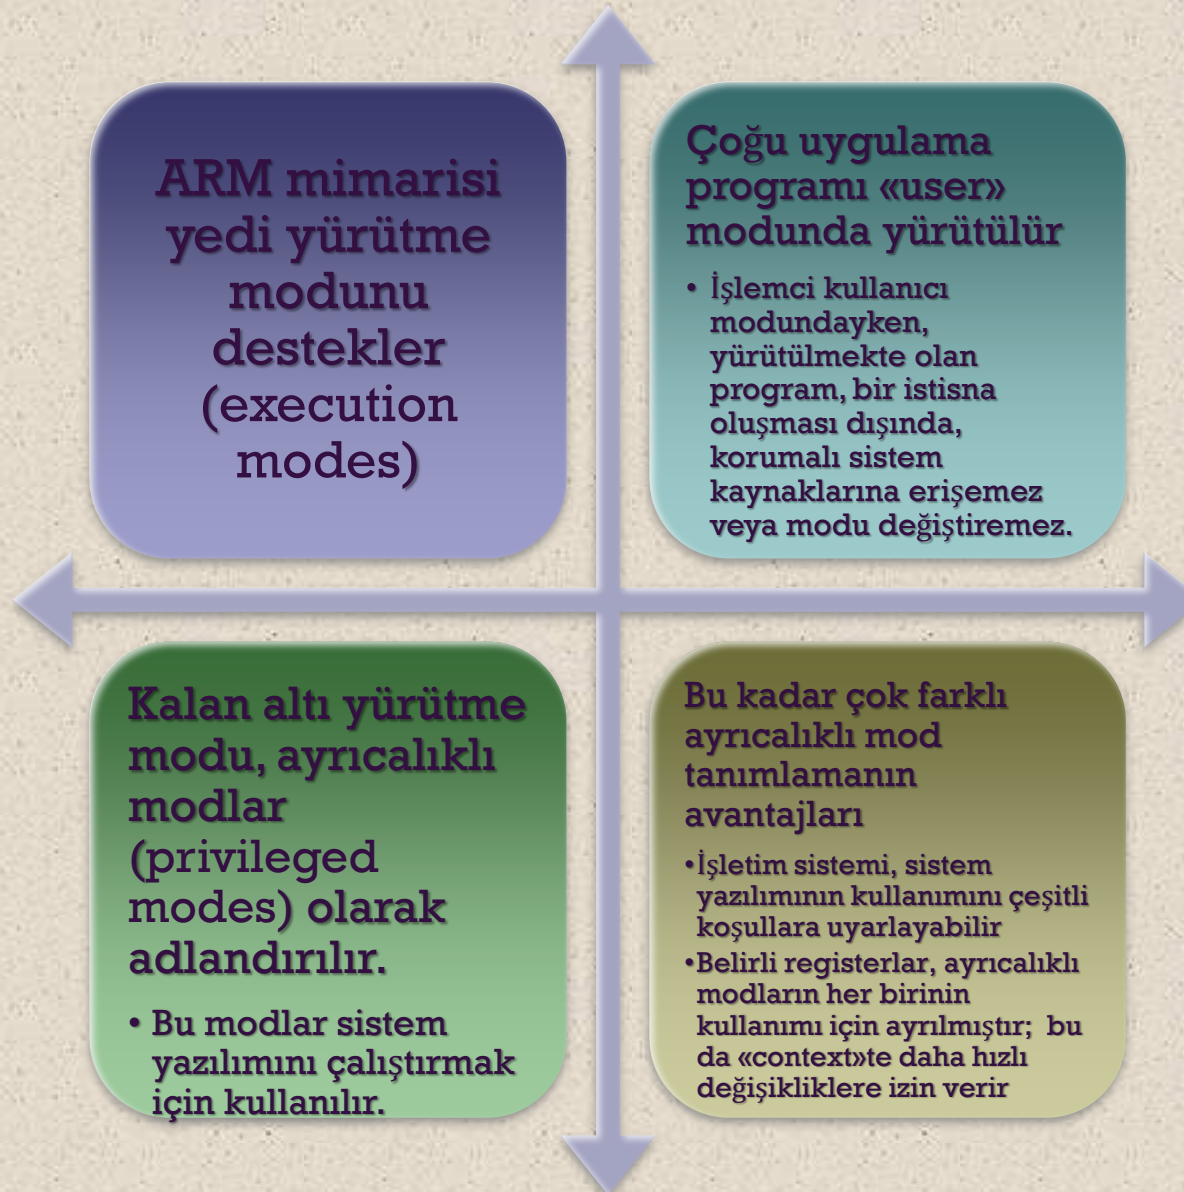 ARM mimarisi
yedi yürütme
modunu
destekler
(execution
modes)
Çoğu uygulama
programı «user»
modunda yürütülür
• İşlemci kullanıcı
modundayken,
yürütülmekte olan
program, bir istisna
oluşması dışında,
korumalı sistem
kaynaklarına erişemez
veya modu değiştiremez.
Kalan altı yürütme
modu, ayrıcalıklı
modlar
(privileged
modes) olarak
adlandırılır.
• Bu modlar sistem
yazılımını çalıştırmak
için kullanılır.
Bu kadar çok farklı
ayrıcalıklı mod
tanımlamanın
avantajları
•İşletim sistemi, sistem
yazılımının kullanımını çeşitli
koşullara uyarlayabilir
•Belirli registerlar, ayrıcalıklı
modların her birinin
kullanımı için ayrılmıştır; bu
da «context»te daha hızlı
değişikliklere izin verir